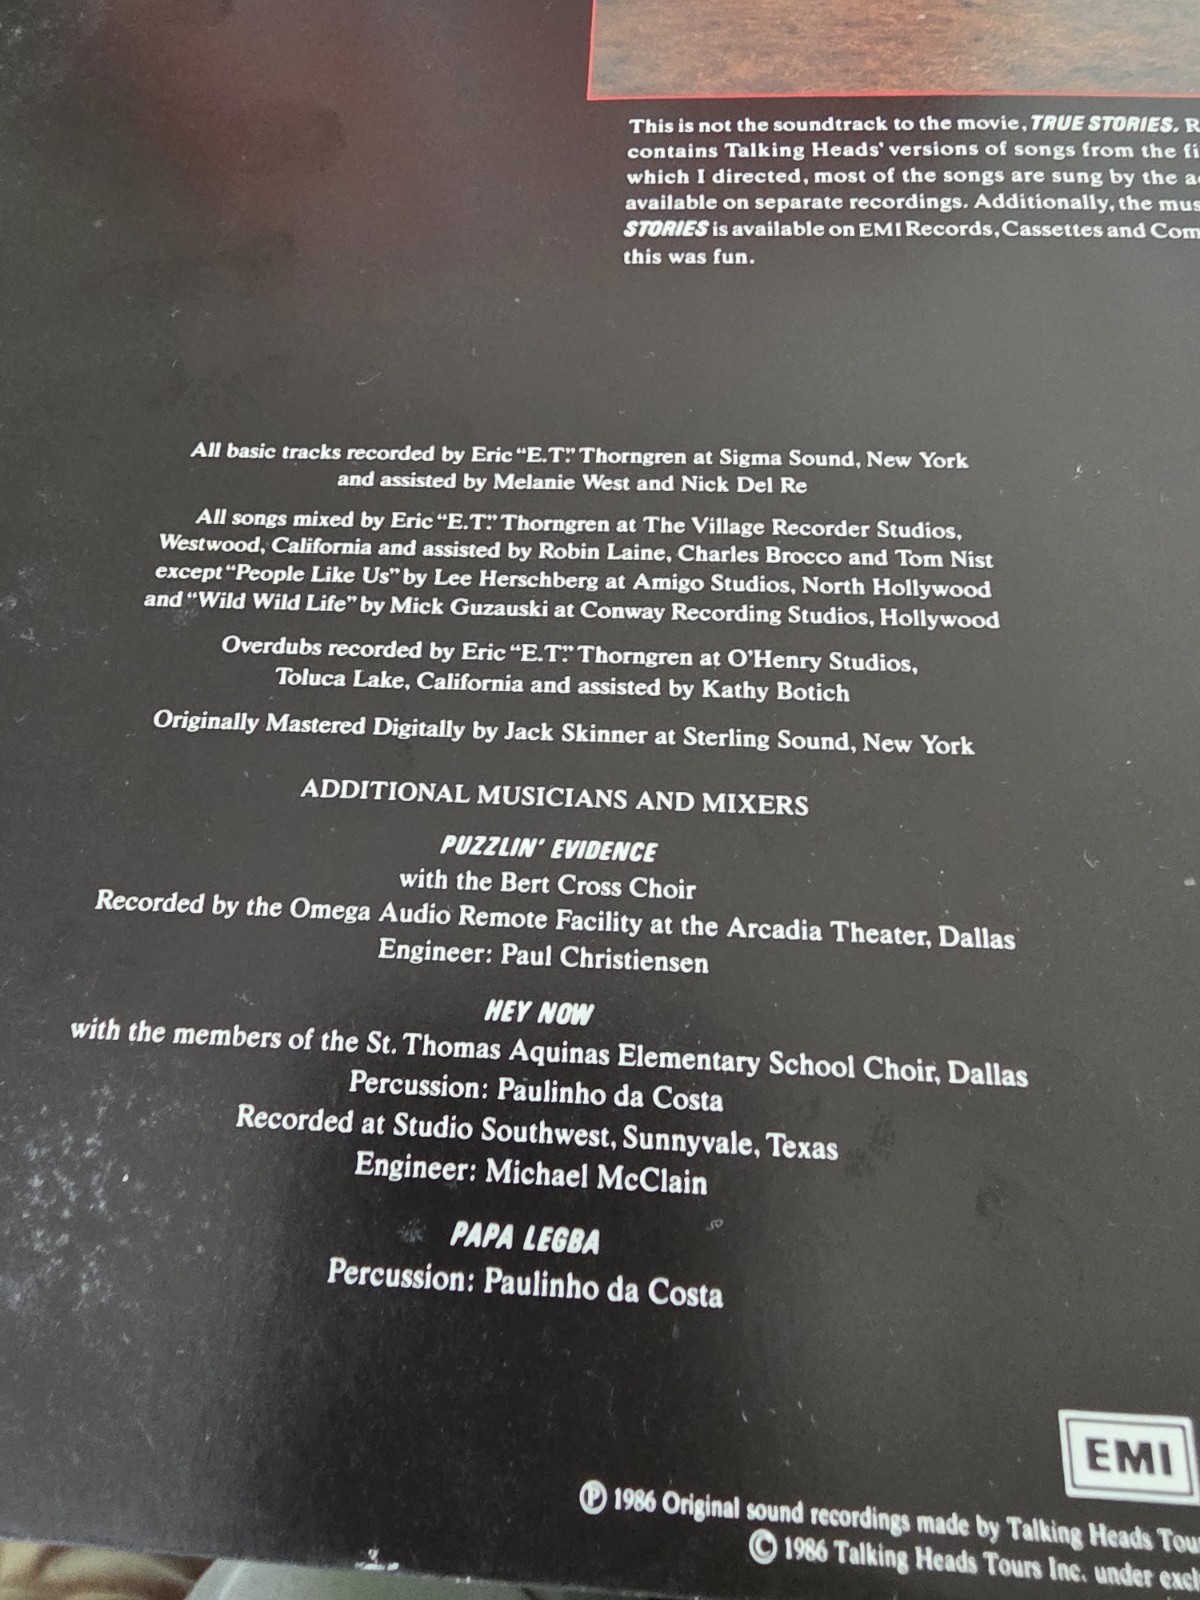 This is not the soundtrack to the movie, TRUE STORIES.
contains Talking Heads' versions of songs from the
which I directed, most of the songs are sung by the
available on separate recordings. Additionally, the
STORIES is available on EMI Records, Cassettes and
this was fun.
All basic tracks recorded by Eric "E.T." Thorngren at Sigma Sound, New York
and assisted by Melanie West and Nick Del Re
All songs mixed by Eric "E.T." Thorngren at The Village Recorder Studios,
Westwood, California and assisted by Robin Laine, Charles Brocco and Tom Nist
except "People Like Us" by Lee Herschberg at Amigo Studios, North Hollywood
and "Wild Wild Life" by Mick Guzauski at Conway Recording Studios, Hollywood
Overdubs recorded by Eric "E.T." Thorngren at O'Henry Studios,
Toluca Lake, California and assisted by Kathy Botich
Originally Mastered Digitally by Jack Skinner at Sterling Sound, New York
ADDITIONAL MUSICIANS AND MIXERS
PUZZLIN' EVIDENCE
with the Bert Cross Choir
Recorded by the Omega Audio Remote Facility at the Arcadia Theater, Dallas
Engineer: Paul Christiensen
HEY NOW
with the members of the St. Thomas Aquinas Elementary School Choir, Dallas
Percussion: Paulinho da Costa
Recorded at Studio Southwest, Sunnyvale, Texas
Engineer: Michael McClain
PAPA LEGBA
Percussion: Paulinho da Costa
EMI
℗ 1986 Original sound recordings made by Talking Heads
© 1986 Talking Heads Tours Inc. under